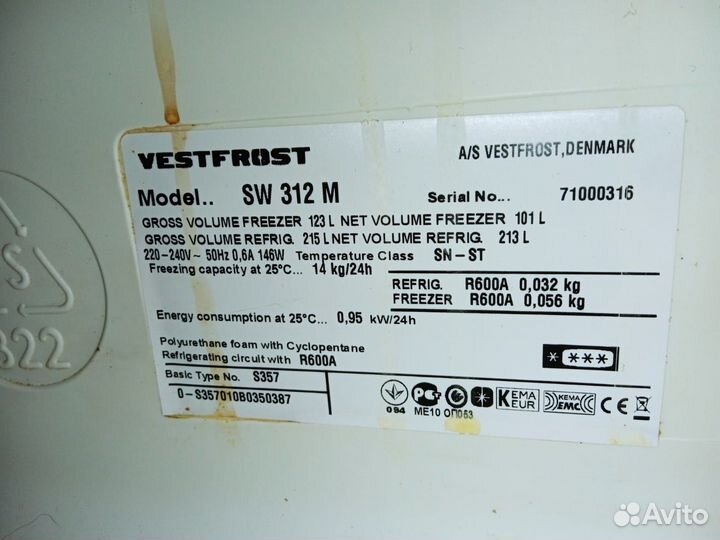 VESTFROST
A/S VESTFROST, DENMARK
Model.. SW 312 M
Serial No... 71000316
GROSS VOLUME FREEZER 123 L NET VOLUME FREEZER 101 L
GROSS VOLUME REFRIG. 215 L NET VOLUME REFRIG. 213 L
220-240V~ 50Hz 0,6A 146W Temperature Class SN-ST
Freezing capacity at 25°C... 14 kg/24h
REFRIG. R600A 0,032 kg
FREEZER R600A 0,056 kg
Energy consumption at 25°C... 0,95 kW/24h
Polyurethane foam with Cyclopentane
Refrigerating circuit with R600A
Basic Type No. S357
0-S357010B0350387
* ***
094
PG
ME10 ОП063
KEMA EUR
KEMA EMC
CE
S
322
Avito